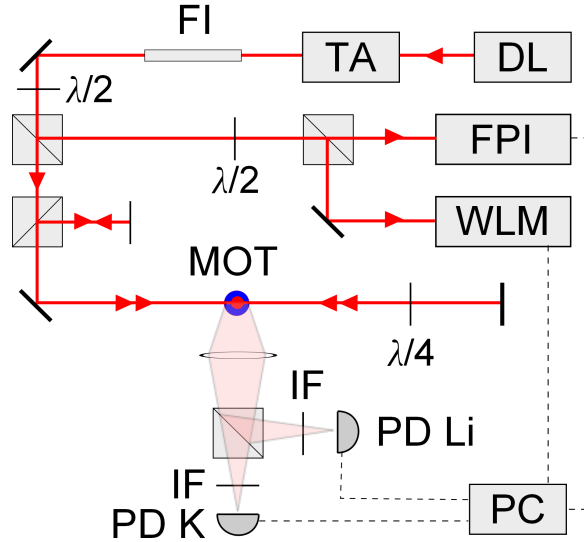 FI
TA
DL
λ/2
λ/2
FPI
WLM
MOT
λ/4
IF
PD Li
IF
PD K
PC